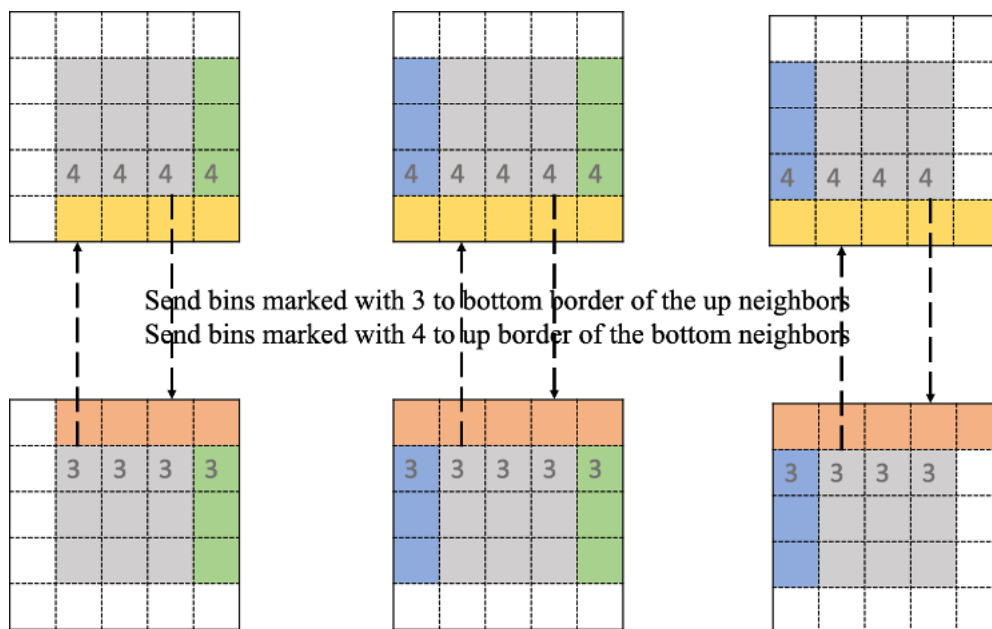 4 4 4 4
4 4 4 4 4
4 4 4 4
Send bins marked with 3 to bottom border of the up neighbors
Send bins marked with 4 to up border of the bottom neighbors
3 3 3 3
3 3 3 3 3
3 3 3 3